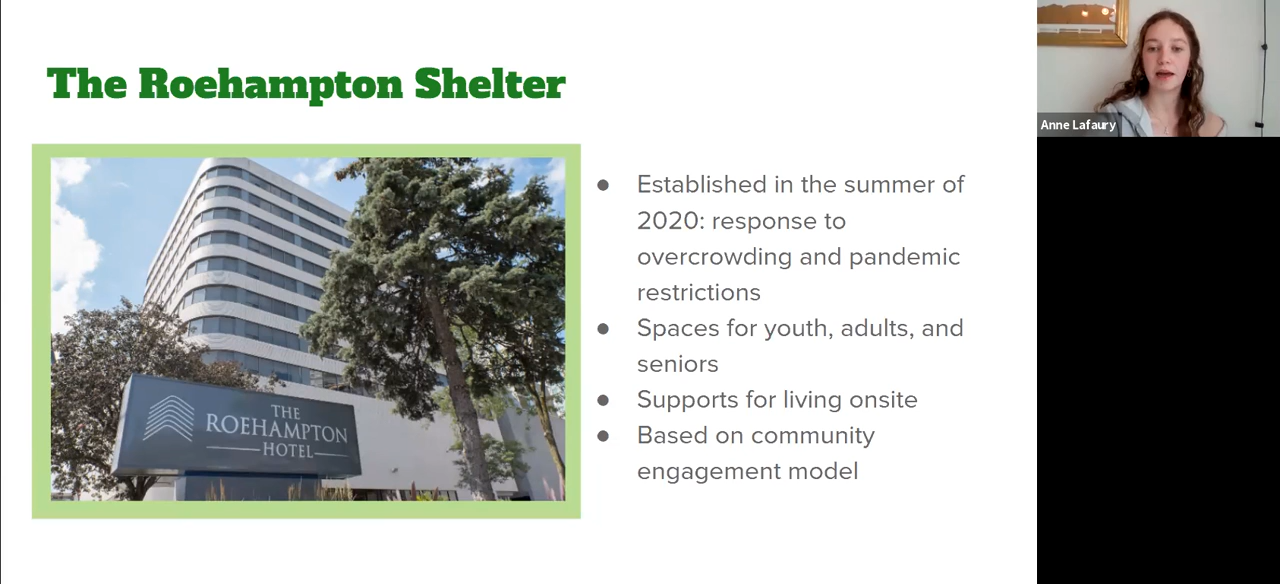 The Roehampton Shelter
THE
ROEHAMPTON
HOTEL
Established in the summer of
2020: response to
overcrowding and pandemic
restrictions
Spaces for youth, adults, and
seniors
Supports for living onsite
Based on community
engagement model
Anne Lafaury